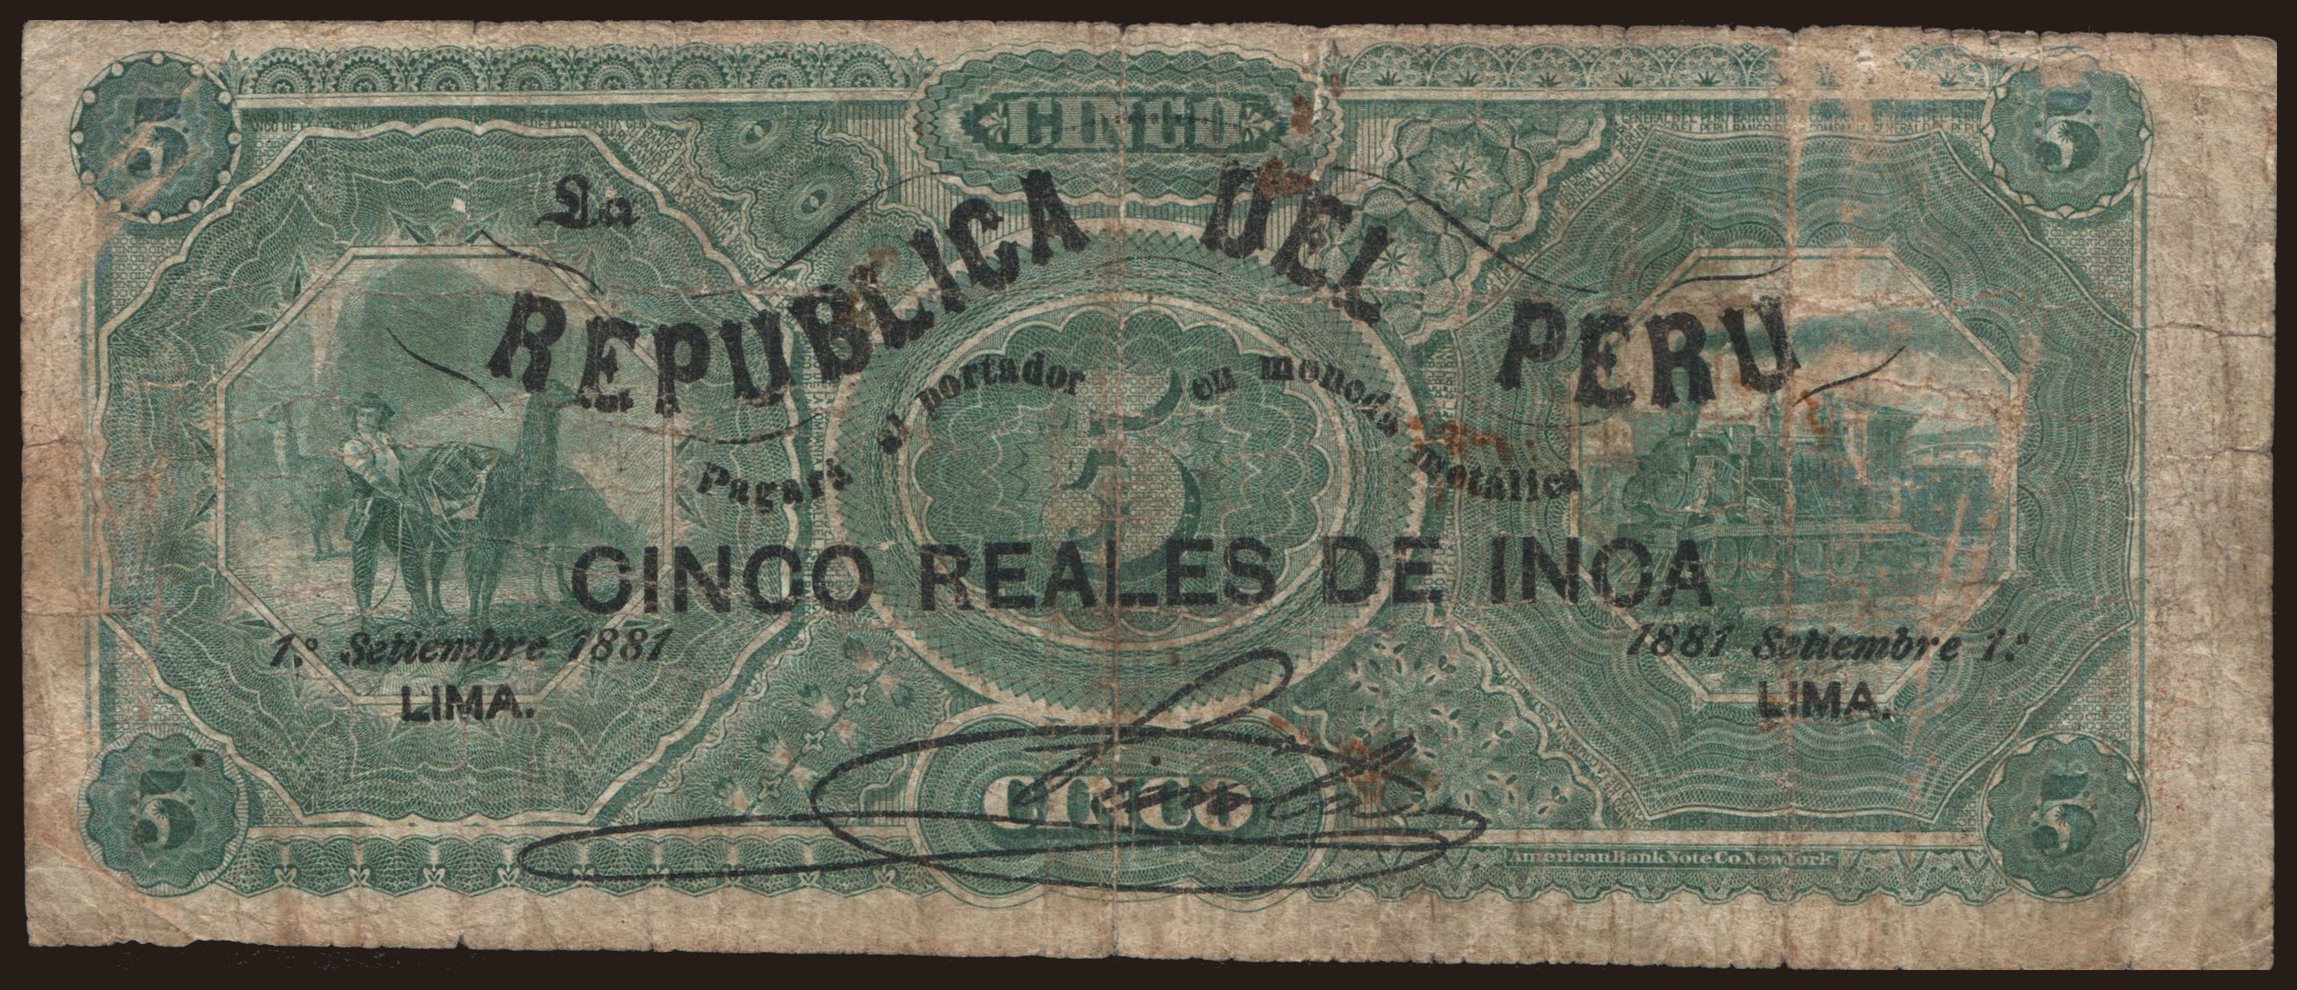 5 CINCO 5
La
REPUBLICA DEL PERU
Pagará al portador en moneda metálica
5
CINCO REALES DE INCA
1.º Setiembre 1881
LIMA.
1881 Setiembre 1.º
LIMA.
5 CINCO 5
American Bank Note Co New York